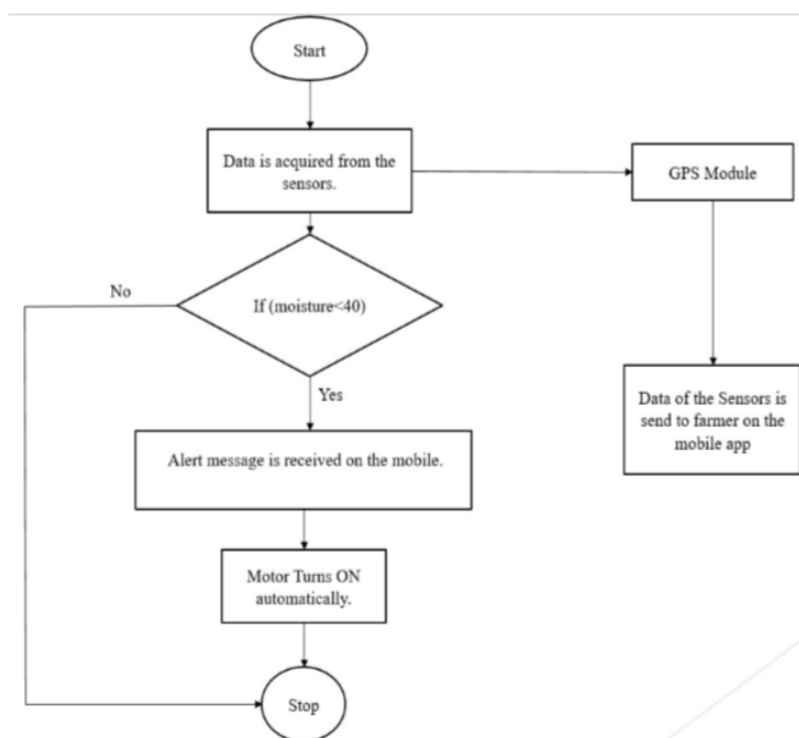 Start
Data is acquired from the
sensors.
GPS Module
No
If (moisture<40)
Yes
Data of the Sensors is
send to farmer on the
mobile app
Alert message is received on the mobile.
Motor Turns ON
automatically.
Stop